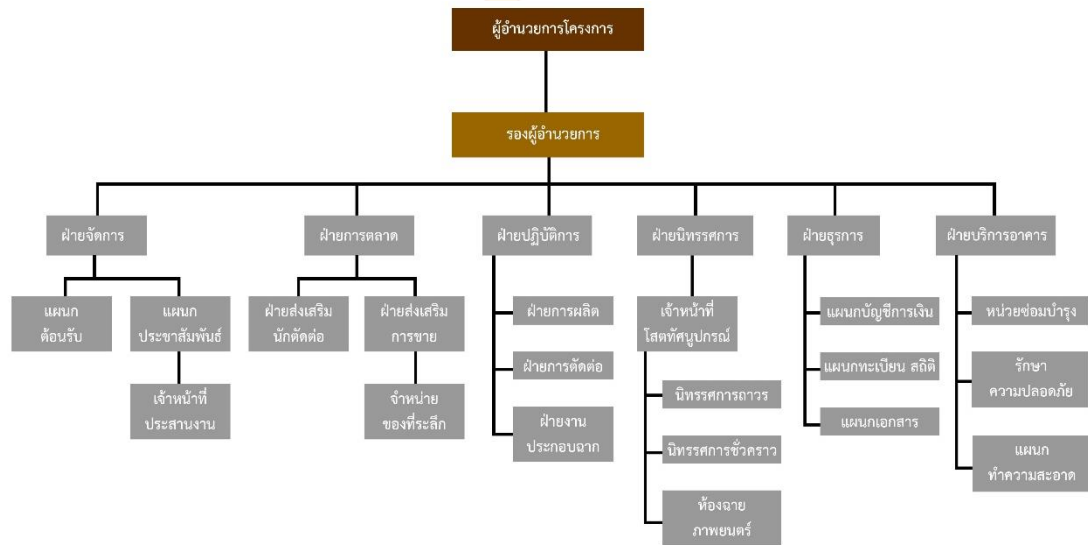 ผู้อำนวยการโครงการ
รองผู้อำนวยการ
ฝ่ายจัดการ
ฝ่ายการตลาด
ฝ่ายปฏิบัติการ
ฝ่ายนิทรรศการ
ฝ่ายธุรการ
ฝ่ายบริการอาคาร
แผนก
ต้อนรับ
แผนก
ประชาสัมพันธ์
เจ้าหน้าที่
ประสานงาน
ฝ่ายส่งเสริม
นักตัดต่อ
ฝ่ายส่งเสริม
การขาย
จำหน่าย
ของที่ระลึก
ฝ่ายการผลิต
ฝ่ายการตัดต่อ
ฝ่ายงาน
ประกอบฉาก
เจ้าหน้าที่
โสตทัศนูปกรณ์
นิทรรศการถาวร
นิทรรศการชั่วคราว
ห้องฉาย
ภาพยนตร์
แผนกบัญชีการเงิน
แผนกทะเบียน สถิติ
แผนกเอกสาร
หน่วยซ่อมบำรุง
รักษา
ความปลอดภัย
แผนก
ทำความสะอาด